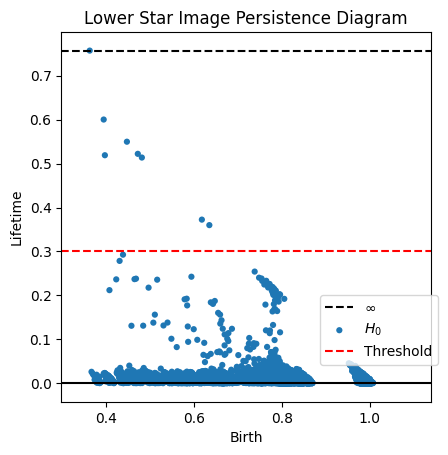 Lower Star Image Persistence Diagram
Lifetime
0.7
0.6
0.5
0.4
0.3
0.2
0.1
0.0
∞
H₀
Threshold
0.4 0.6 0.8 1.0
Birth